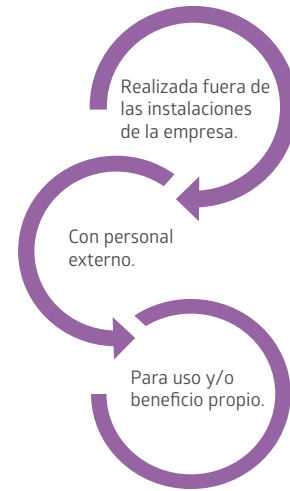 Realizada fuera de
las instalaciones
de la empresa.
Con personal
externo.
Para uso y/o
beneficio propio.